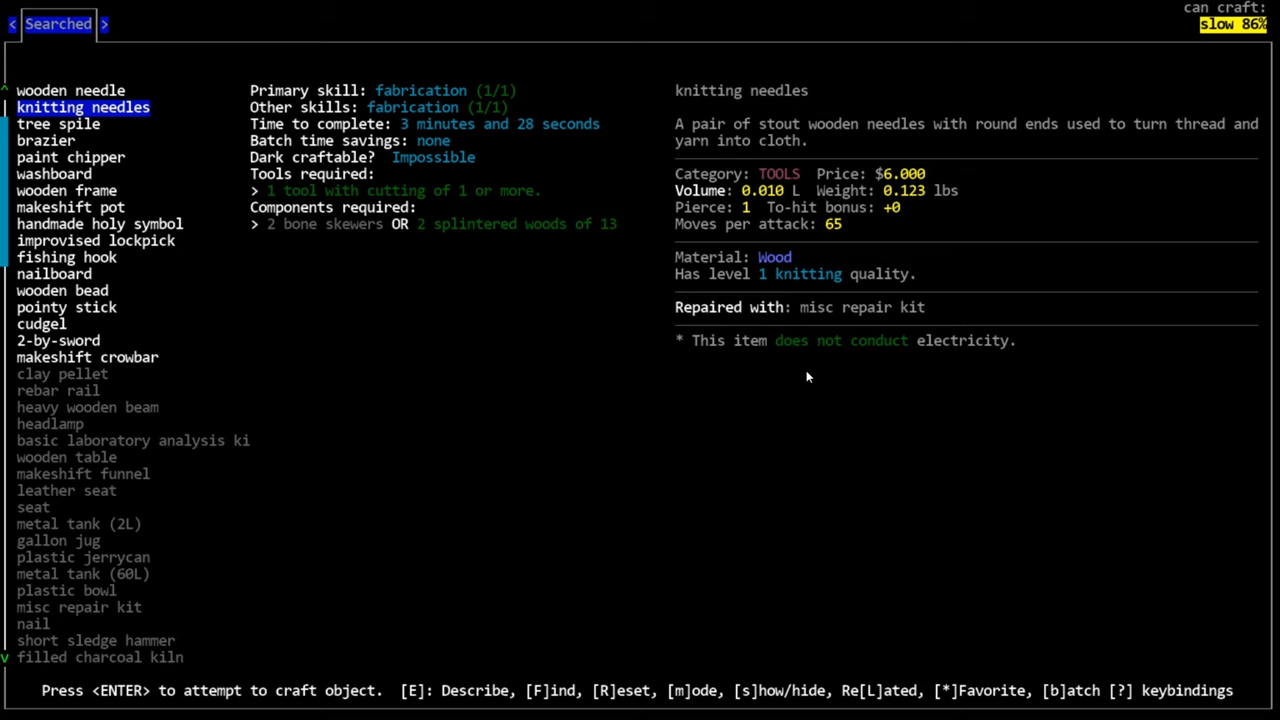 can craft:
< Searched >
slow 86%
wooden needle
knitting needles
tree spile
brazier
paint chipper
washboard
wooden frame
makeshift pot
handmade holy symbol
improvised lockpick
fishing hook
nailboard
wooden bead
pointy stick
cudgel
2-by-sword
makeshift crowbar
clay pellet
rebar rail
heavy wooden beam
headlamp
basic laboratory analysis ki
wooden table
makeshift funnel
leather seat
seat
metal tank (2L)
gallon jug
plastic jerrycan
metal tank (60L)
plastic bowl
misc repair kit
nail
short sledge hammer
filled charcoal kiln
Primary skill: fabrication (1/1)
Other skills: fabrication (1/1)
Time to complete: 3 minutes and 28 seconds
Batch time savings: none
Dark craftable? Impossible
Tools required:
> 1 tool with cutting of 1 or more.
Components required:
> 2 bone skewers OR 2 splintered woods of 13
knitting needles
A pair of stout wooden needles with round ends used to turn thread and
yarn into cloth.
Category: TOOLS Price: $6.000
Volume: 0.010 L Weight: 0.123 lbs
Pierce: 1 To-hit bonus: +0
Moves per attack: 65
Material: Wood
Has level 1 knitting quality.
Repaired with: misc repair kit
* This item does not conduct electricity.
Press <ENTER> to attempt to craft object. [E]: Describe, [F]ind, [R]eset, [m]ode, [s]how/hide, Re[L]ated, [*]Favorite, [b]atch [?] keybindings